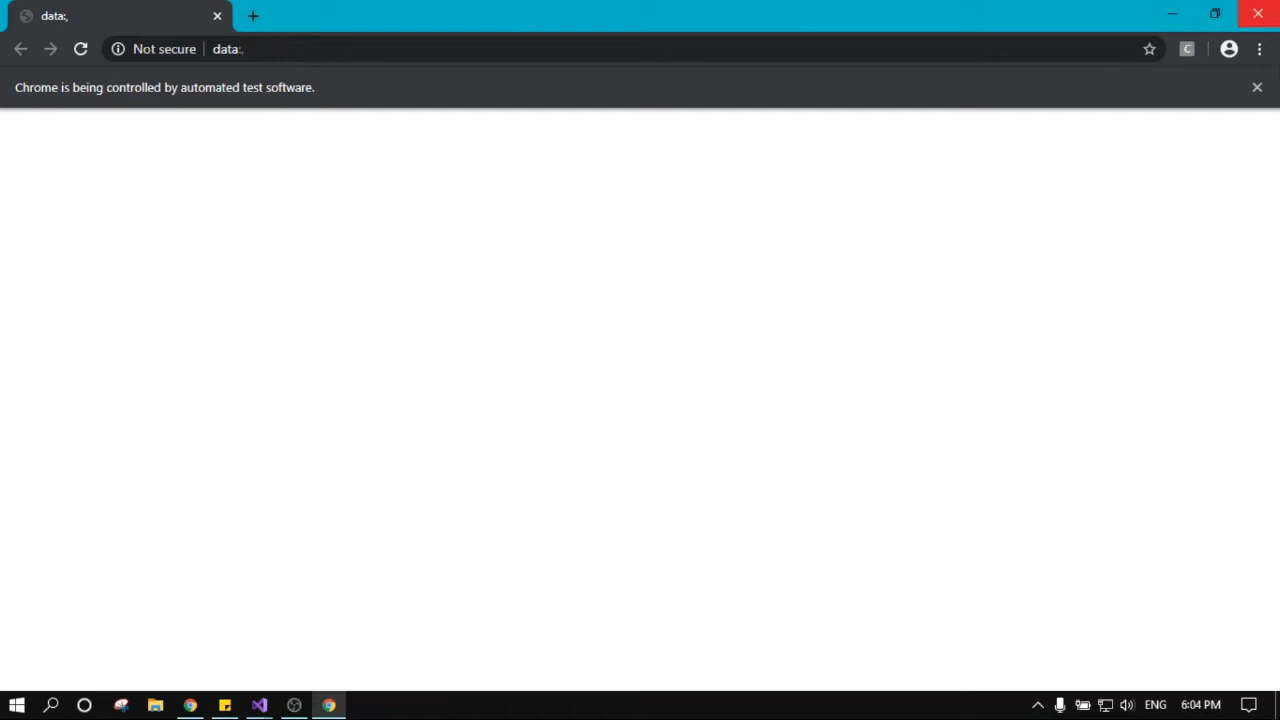 data:,
Not secure
data:,
C
Chrome is being controlled by automated test software.
ENG
6:04 PM